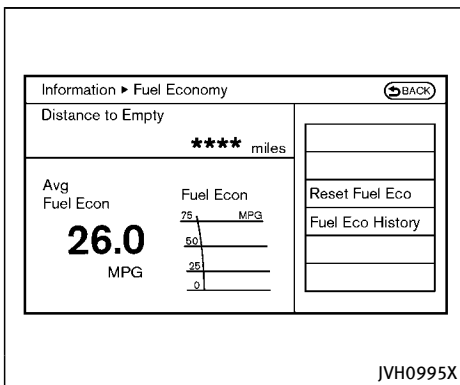 Information ▶ Fuel Economy
BACK
Distance to Empty
**** miles
Avg
Fuel Econ
26.0
MPG
Fuel Econ
75 MPG
50
25
0
Reset Fuel Eco
Fuel Eco History
JVH0995X